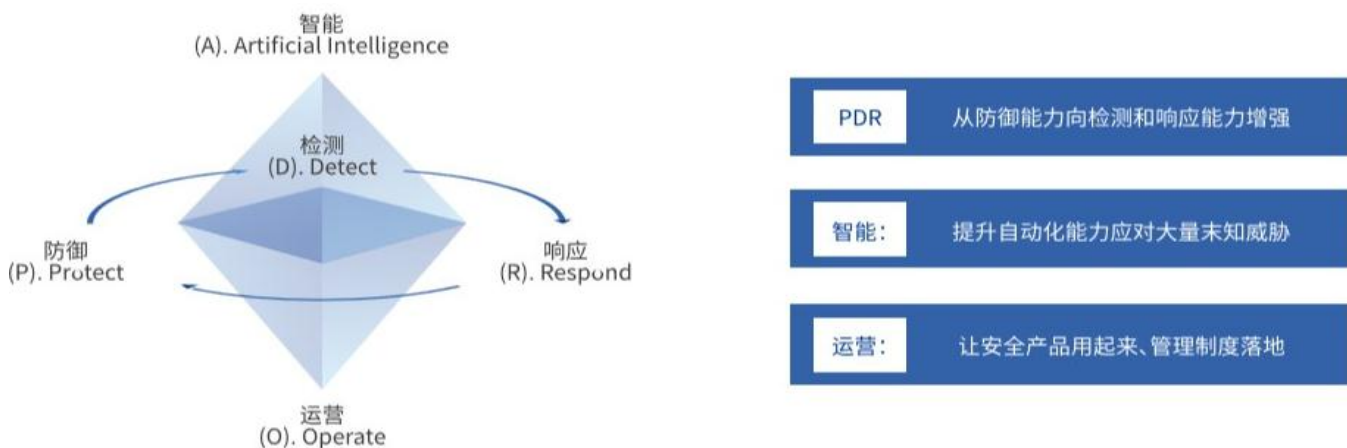 智能
(A). Artificial Intelligence
检测
(D). Detect
防御
(P). Protect
响应
(R). Respond
运营
(O). Operate
PDR 从防御能力向检测和响应能力增强
智能： 提升自动化能力应对大量末知威胁
运营： 让安全产品用起来、管理制度落地